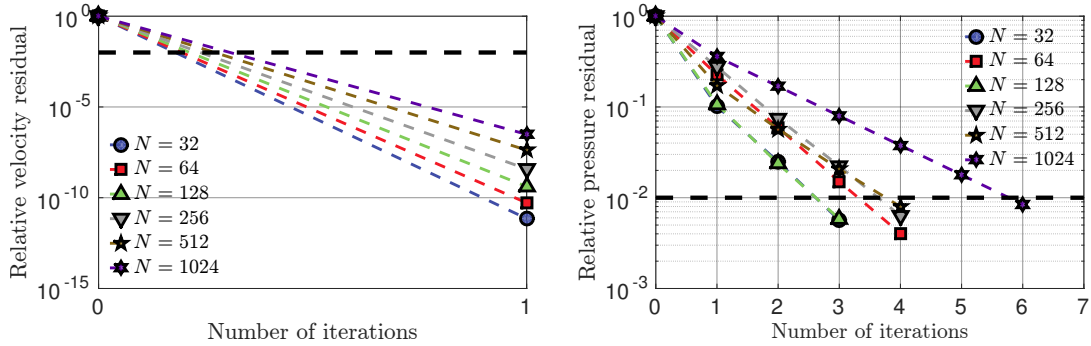 Relative velocity residual
10^0
10^-5
10^-10
10^-15
N = 32
N = 64
N = 128
N = 256
N = 512
N = 1024
0
1
Number of iterations
Relative pressure residual
10^0
10^-1
10^-2
10^-3
N = 32
N = 64
N = 128
N = 256
N = 512
N = 1024
0 1 2 3 4 5 6 7
Number of iterations